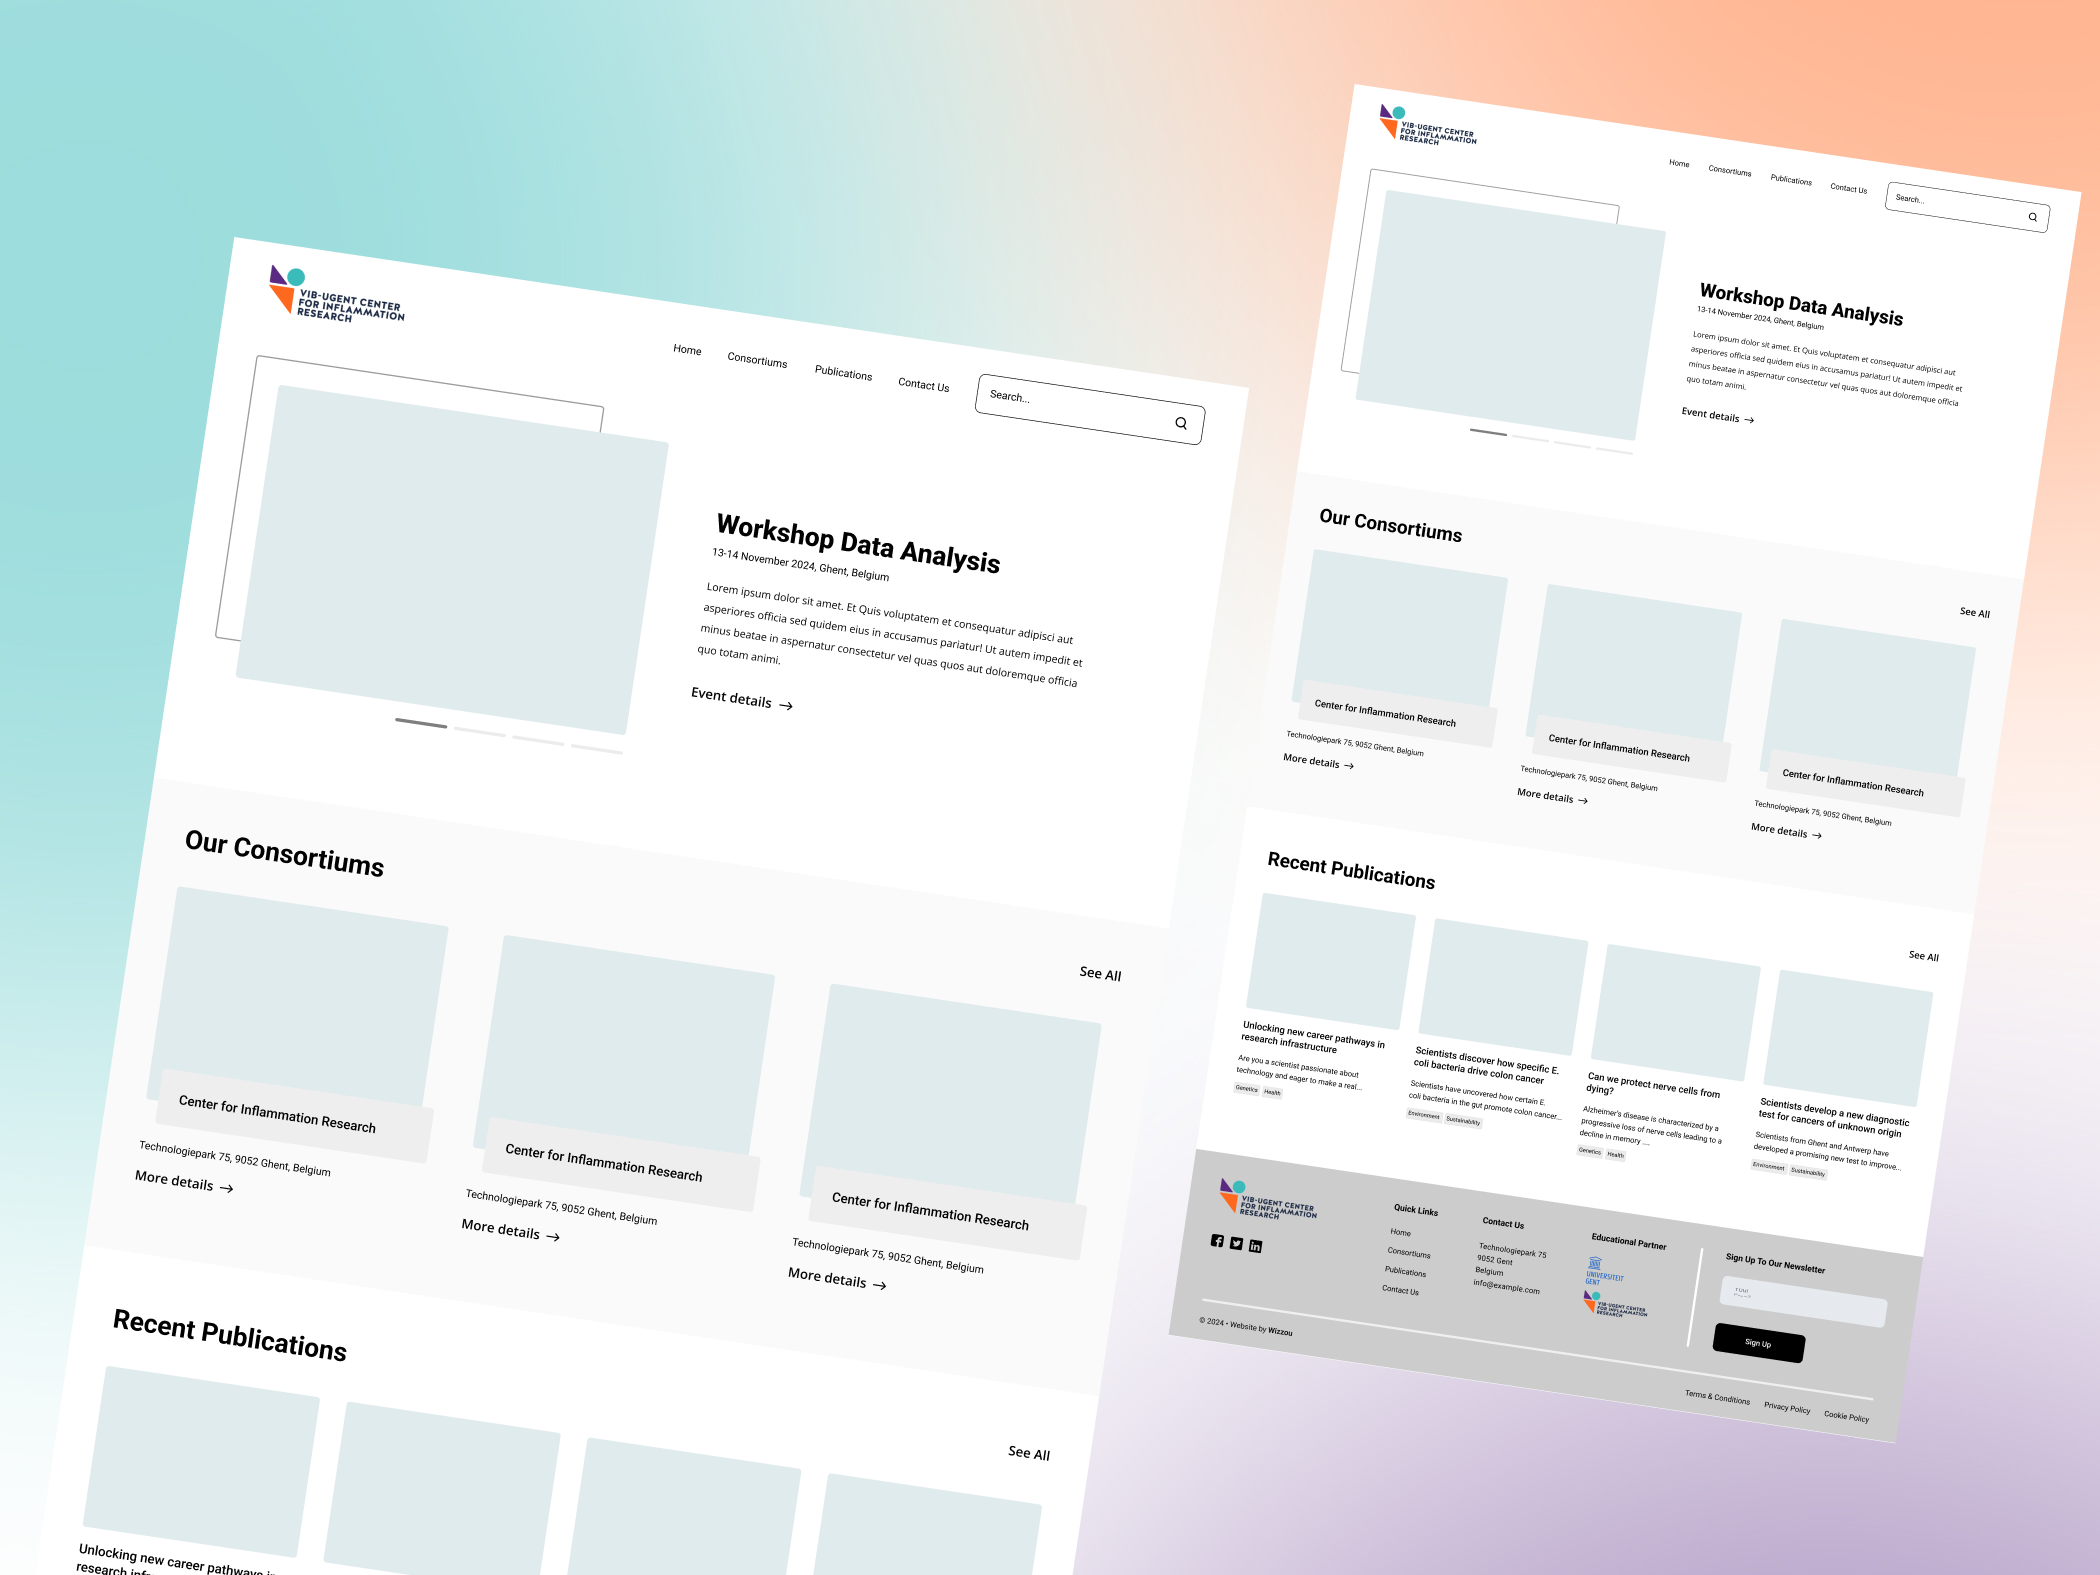 VIB-UGENT CENTER
FOR INFLAMMATION
RESEARCH
Home
Consortiums
Publications
Contact Us
Search...
Workshop Data Analysis
13-14 November 2024, Ghent, Belgium
Lorem ipsum dolor sit amet. Et Quis voluptatem et consequatur adipisci aut
asperiores officia sed quidem eius in accusamus pariatur! Ut autem impedit et
minus beatae in aspernatur consectetur vel quas quos aut doloremque officia
quo totam animi.
Event details →
Our Consortiums
See All
Center for Inflammation Research
Technologiepark 75, 9052 Ghent, Belgium
More details →
Center for Inflammation Research
Technologiepark 75, 9052 Ghent, Belgium
More details →
Center for Inflammation Research
Technologiepark 75, 9052 Ghent, Belgium
More details →
Recent Publications
See All
Unlocking new career pathways
research
VIB-UGENT CENTER
FOR INFLAMMATION
RESEARCH
Home
Consortiums
Publications
Contact Us
Search...
Workshop Data Analysis
13-14 November 2024, Ghent, Belgium
Lorem ipsum dolor sit amet. Et Quis voluptatem et consequatur adipisci aut
asperiores officia sed quidem eius in accusamus pariatur! Ut autem impedit et
minus beatae in aspernatur consectetur vel quas quos aut doloremque officia
quo totam animi.
Event details →
Our Consortiums
See All
Center for Inflammation Research
Technologiepark 75, 9052 Ghent, Belgium
More details →
Center for Inflammation Research
Technologiepark 75, 9052 Ghent, Belgium
More details →
Center for Inflammation Research
Technologiepark 75, 9052 Ghent, Belgium
More details →
Recent Publications
See All
Unlocking new career pathways in
research infrastructure
Are you a scientist passionate about
technology and eager to make a real...
Genetics Health
Scientists discover how specific E.
coli bacteria drive colon cancer
Scientists have uncovered how certain E.
coli bacteria in the gut promote colon cancer...
Environment Sustainability
Can we protect nerve cells from
dying?
Alzheimer's disease is characterized by a
progressive loss of nerve cells leading to a
decline in memory ....
Genetics Health
Scientists develop a new diagnostic
test for cancers of unknown origin
Scientists from Ghent and Antwerp have
developed a promising new test to improve...
Environment Sustainability
VIB-UGENT CENTER
FOR INFLAMMATION
RESEARCH
Quick Links
Home
Consortiums
Publications
Contact Us
Contact Us
Technologiepark 75
9052 Gent
Belgium
info@example.com
Educational Partner
UNIVERSITEIT
GENT
VIB-UGENT CENTER
FOR INFLAMMATION
RESEARCH
Sign Up To Our Newsletter
Sign Up
© 2024 • Website by Wizzou
Terms & Conditions
Privacy Policy
Cookie Policy